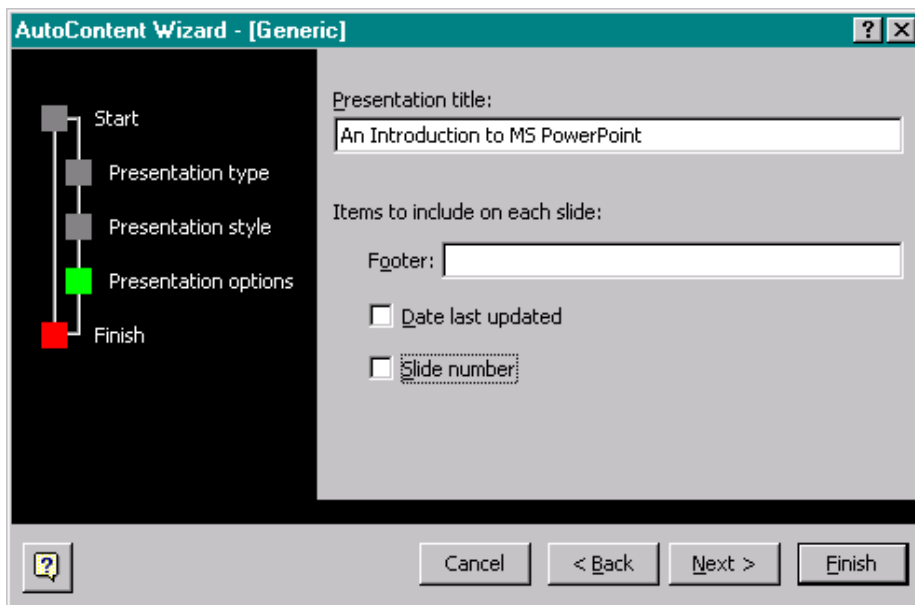 AutoContent Wizard - [Generic]
Start
Presentation type
Presentation style
Presentation options
Finish
Presentation title:
An Introduction to MS PowerPoint
Items to include on each slide:
Footer:
Date last updated
Slide number
Cancel
< Back
Next >
Finish